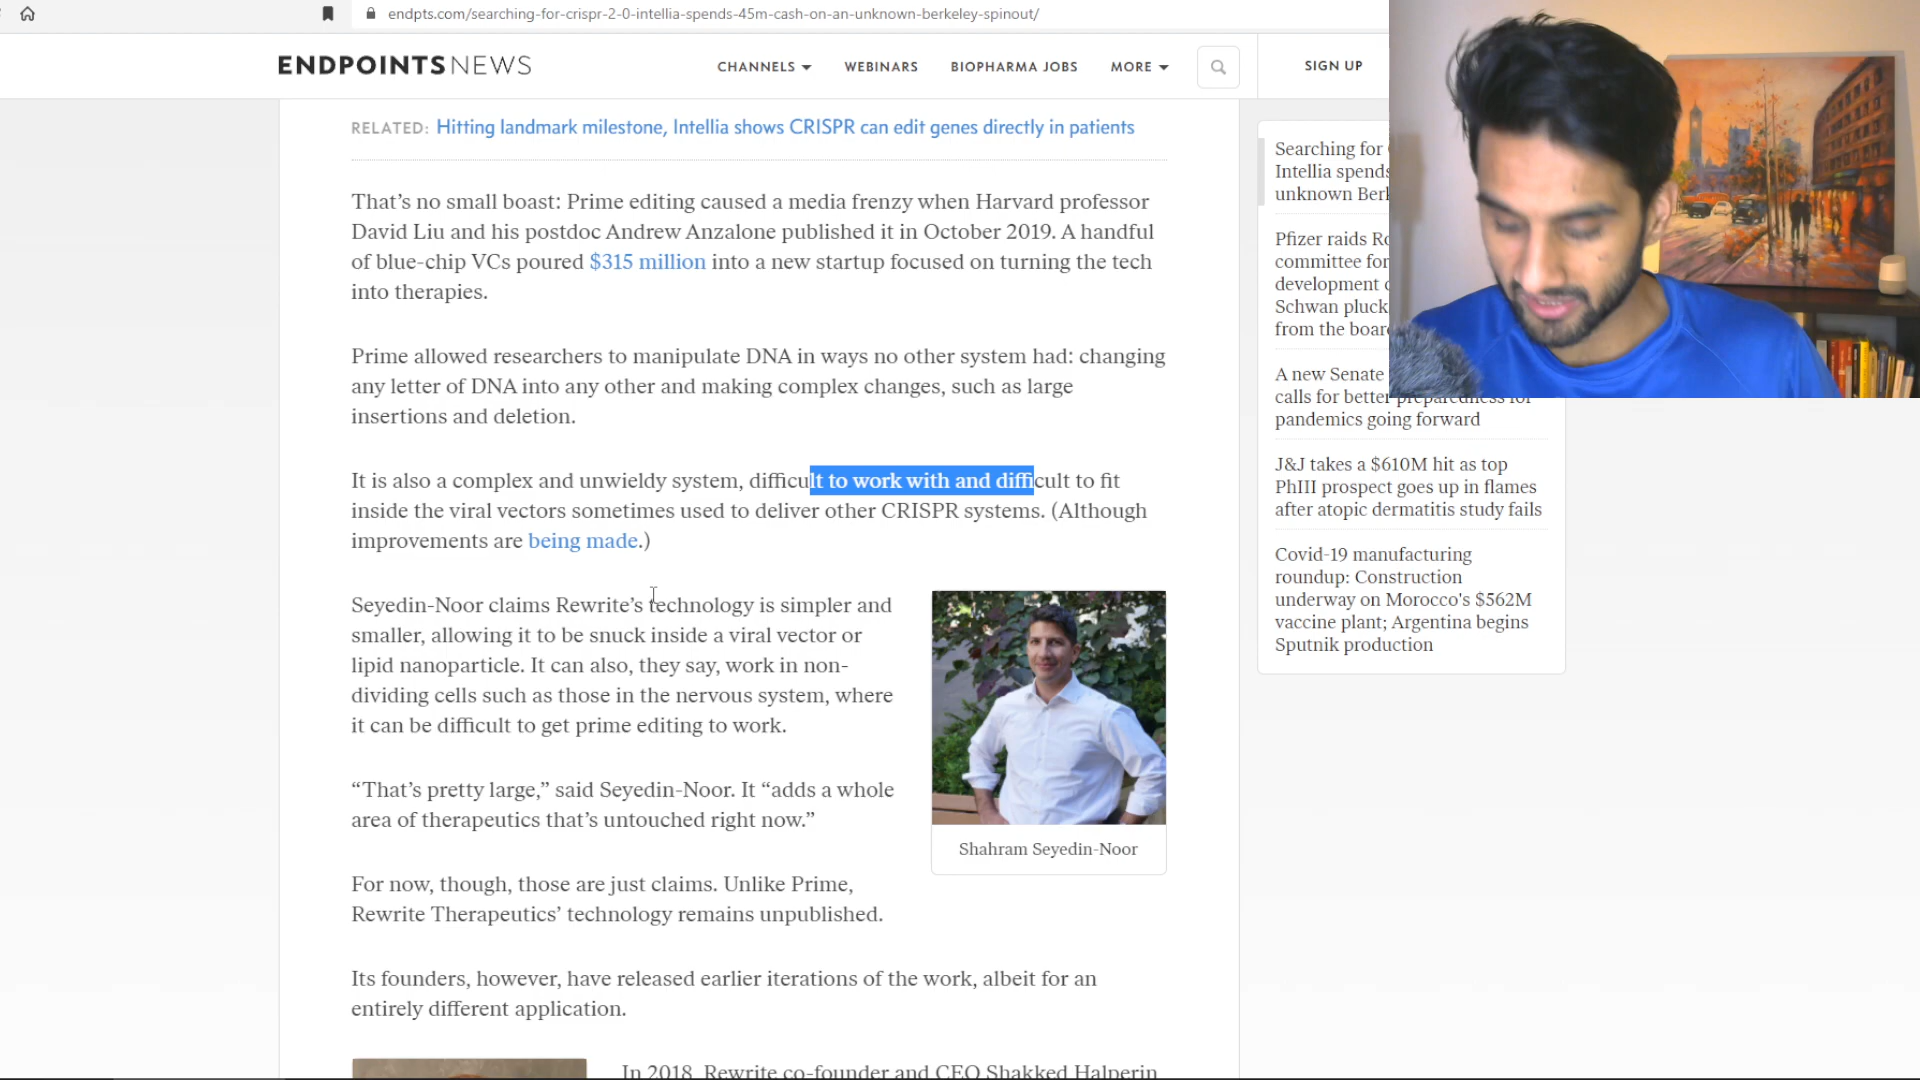 endpts.com/searching-for-crispr-2-0-intellia-spends-45m-cash-on-an-unknown-berkeley-spinout/
ENDPOINTS NEWS
CHANNELS
WEBINARS
BIOPHARMA JOBS
MORE
SIGN UP
RELATED: Hitting landmark milestone, Intellia shows CRISPR can edit genes directly in patients
That’s no small boast: Prime editing caused a media frenzy when Harvard professor
David Liu and his postdoc Andrew Anzalone published it in October 2019. A handful
of blue-chip VCs poured $315 million into a new startup focused on turning the tech
into therapies.
Prime allowed researchers to manipulate DNA in ways no other system had: changing
any letter of DNA into any other and making complex changes, such as large
insertions and deletion.
It is also a complex and unwieldy system, difficult to work with and difficult to fit
inside the viral vectors sometimes used to deliver other CRISPR systems. (Although
improvements are being made.)
Seyedin-Noor claims Rewrite’s technology is simpler and
smaller, allowing it to be snuck inside a viral vector or
lipid nanoparticle. It can also, they say, work in non-
dividing cells such as those in the nervous system, where
it can be difficult to get prime editing to work.
“That’s pretty large,” said Seyedin-Noor. It “adds a whole
area of therapeutics that’s untouched right now.”
Shahram Seyedin-Noor
For now, though, those are just claims. Unlike Prime,
Rewrite Therapeutics’ technology remains unpublished.
Its founders, however, have released earlier iterations of the work, albeit for an
entirely different application.
In 2018, Rewrite co-founder and CEO Shakked Halperin
Searching for
Intellia spends
unknown Berk
Pfizer raids Ro
committee for
development
Schwan pluck
from the boar
A new Senate
calls for better preparedness for
pandemics going forward
J&J takes a $610M hit as top
PhIII prospect goes up in flames
after atopic dermatitis study fails
Covid-19 manufacturing
roundup: Construction
underway on Morocco's $562M
vaccine plant; Argentina begins
Sputnik production